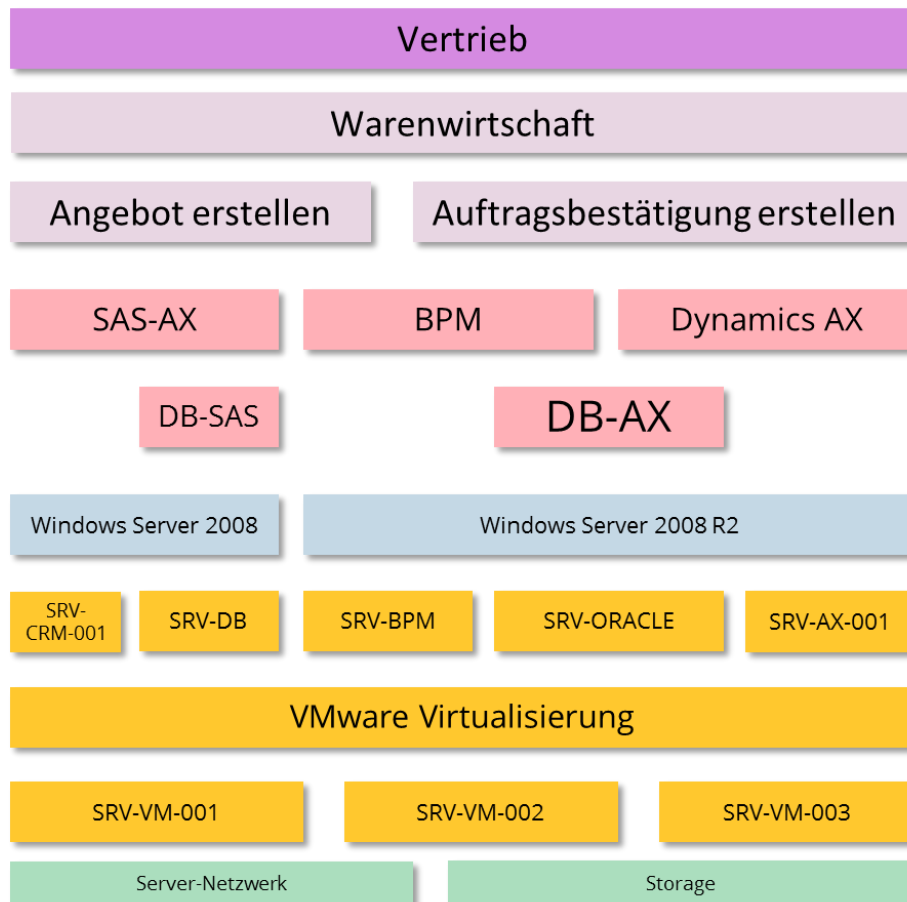 Vertrieb
Warenwirtschaft
Angebot erstellen
Auftragsbestätigung erstellen
SAS-AX
BPM
Dynamics AX
DB-SAS
DB-AX
Windows Server 2008
Windows Server 2008 R2
SRV-
CRM-001
SRV-DB
SRV-BPM
SRV-ORACLE
SRV-AX-001
VMware Virtualisierung
SRV-VM-001
SRV-VM-002
SRV-VM-003
Server-Netzwerk
Storage